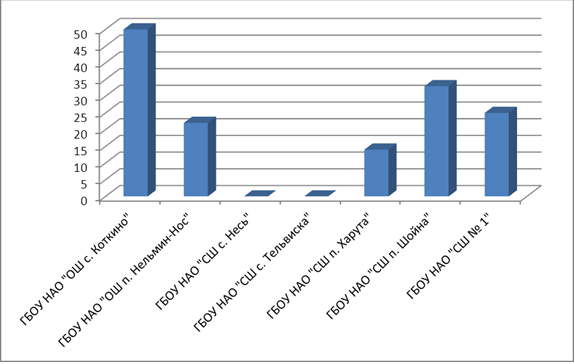 50
45
40
35
30
25
20
15
10
5
0
ГБОУ НАО "ОШ с. Коткино"
ГБОУ НАО "ОШ п. Нельмин-Нос"
ГБОУ НАО "СШ с. Несь"
ГБОУ НАО "СШ с. Тельвиска"
ГБОУ НАО "СШ п. Харута"
ГБОУ НАО "СШ п. Шойна"
ГБОУ НАО "СШ № 1"